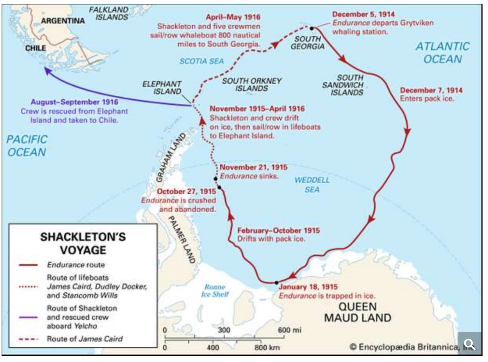 FALKLAND
ISLANDS
ARGENTINA
CHILE
April–May 1916
Shackleton and five crewmen
sail/row whaleboat 800 nautical
miles to South Georgia.
December 5, 1914
Endurance departs Grytviken
whaling station.
SOUTH
GEORGIA
ATLANTIC
OCEAN
SCOTIA SEA
ELEPHANT
ISLAND
SOUTH ORKNEY
ISLANDS
SOUTH
SANDWICH
ISLANDS
December 7, 1914
Enters pack ice.
August–September 1916
Crew is rescued from Elephant
Island and taken to Chile.
November 1915–April 1916
Shackleton and crew drift
on ice, then sail/row in lifeboats
to Elephant Island.
PACIFIC
OCEAN
GRAHAM LAND
November 21, 1915
Endurance sinks.
WEDDELL
SEA
October 27, 1915
Endurance is crushed
and abandoned.
PALMER LAND
February–October 1915
Drifts with pack ice.
Ronne
Ice Shelf
January 18, 1915
Endurance is trapped in ice.
QUEEN
MAUD LAND
SHACKLETON'S
VOYAGE
Endurance route
Route of lifeboats
James Caird, Dudley Docker,
and Stancomb Wills
Route of Shackleton
and rescued crew
aboard Yelcho
Route of James Caird
0 300 600 mi
0 400 800 km
© Encyclopædia Britannica, In